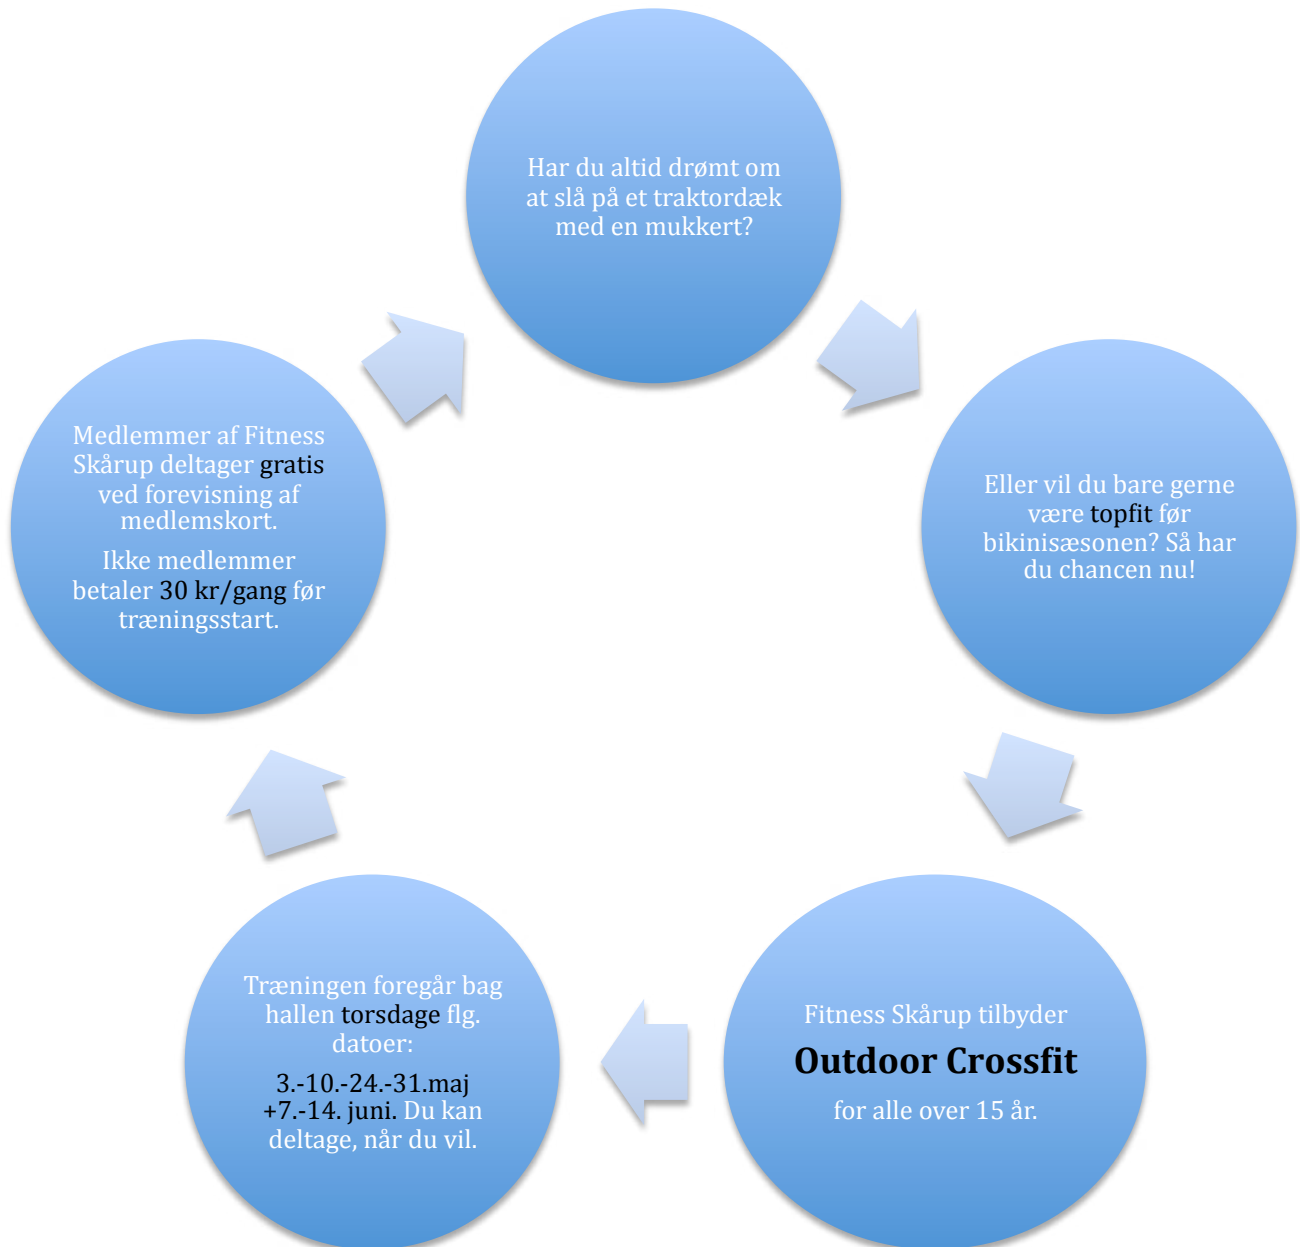 Har du altid drømt om
at slå på et traktordæk
med en mukkert?
Eller vil du bare gerne
være topfit før
bikinisæsonen? Så har
du chancen nu!
Fitness Skårup tilbyder
Outdoor Crossfit
for alle over 15 år.
Træningen foregår bag
hallen torsdage flg.
datoer:
3.-10.-24.-31.maj
+7.-14. juni. Du kan
deltage, når du vil.
Medlemmer af Fitness
Skårup deltager gratis
ved forevisning af
medlemskort.
Ikke medlemmer
betaler 30 kr/gang før
træningsstart.